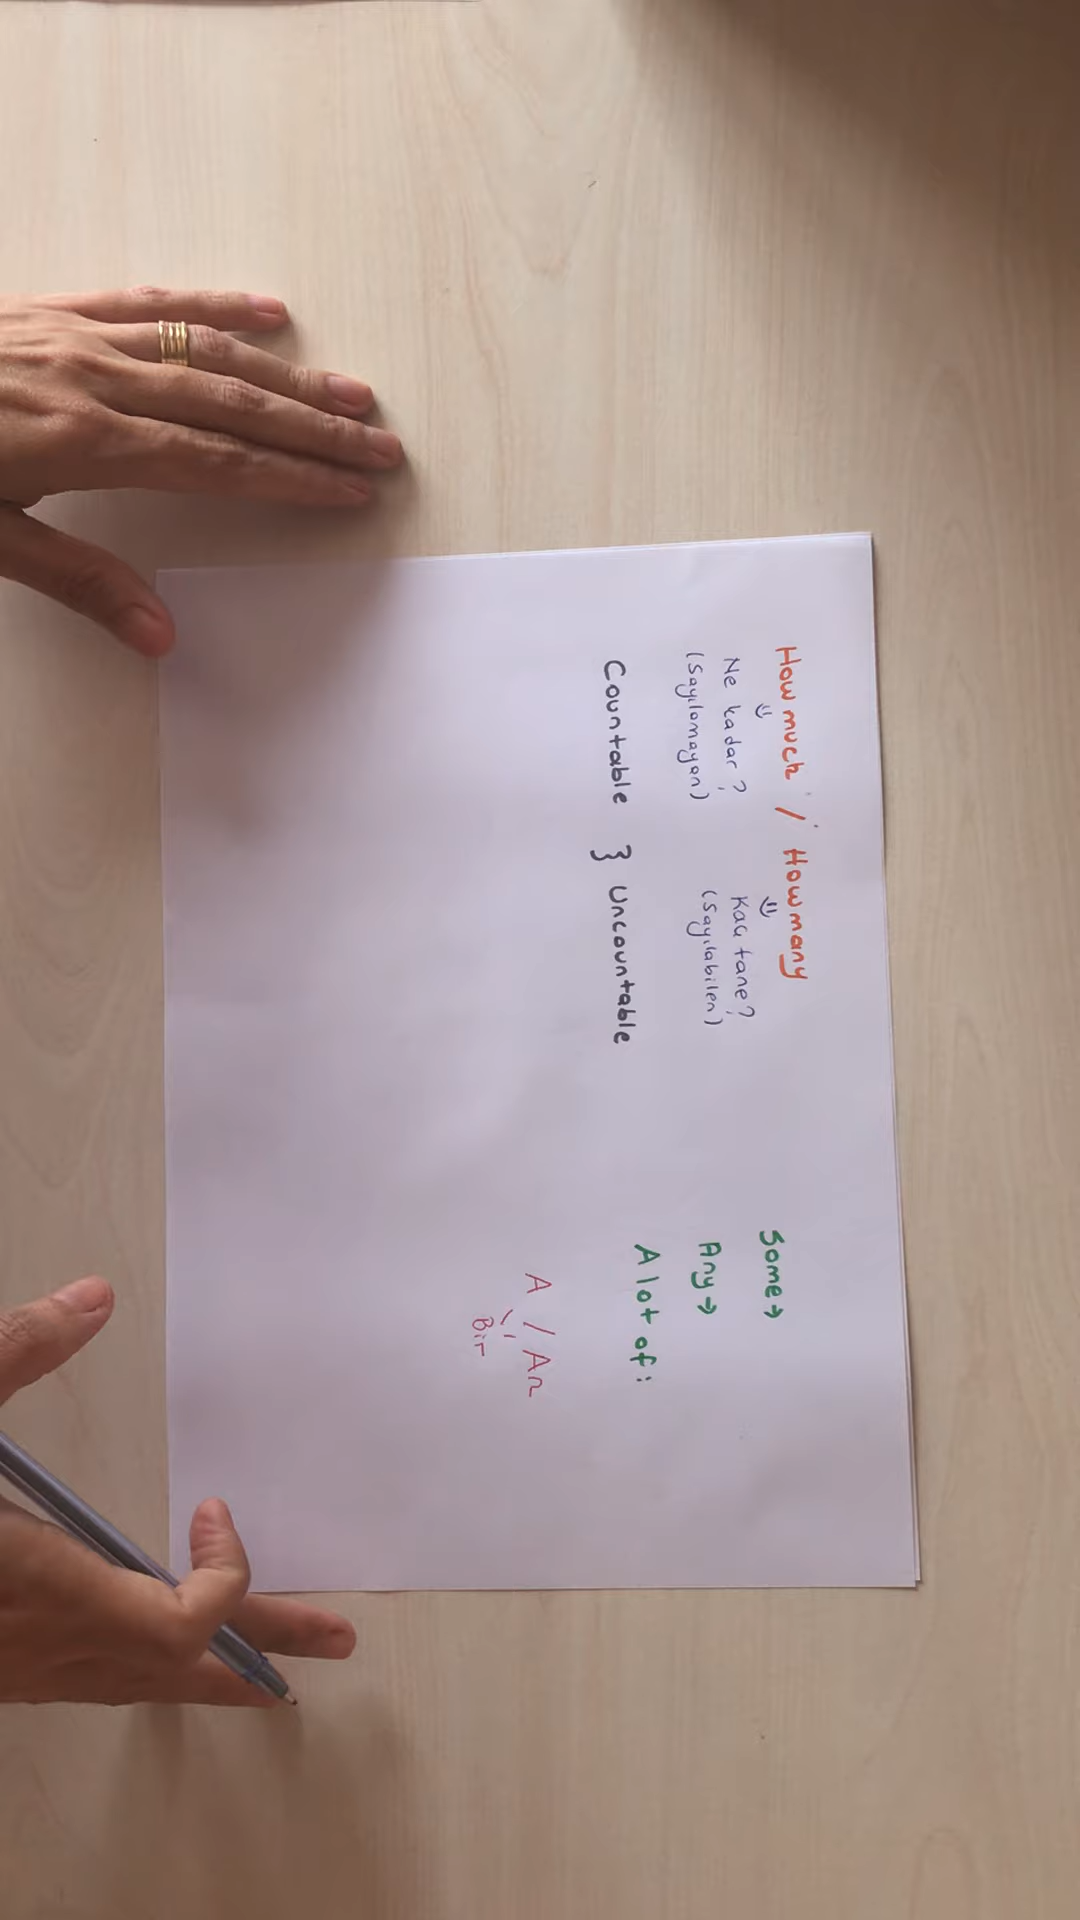 How much / How many
Ne kadar?
(Sayılamayan)
Kaç tane?
(Sayılabilen)
Countable } Uncountable
Some →
Any →
A lot of:
A / An
Bir